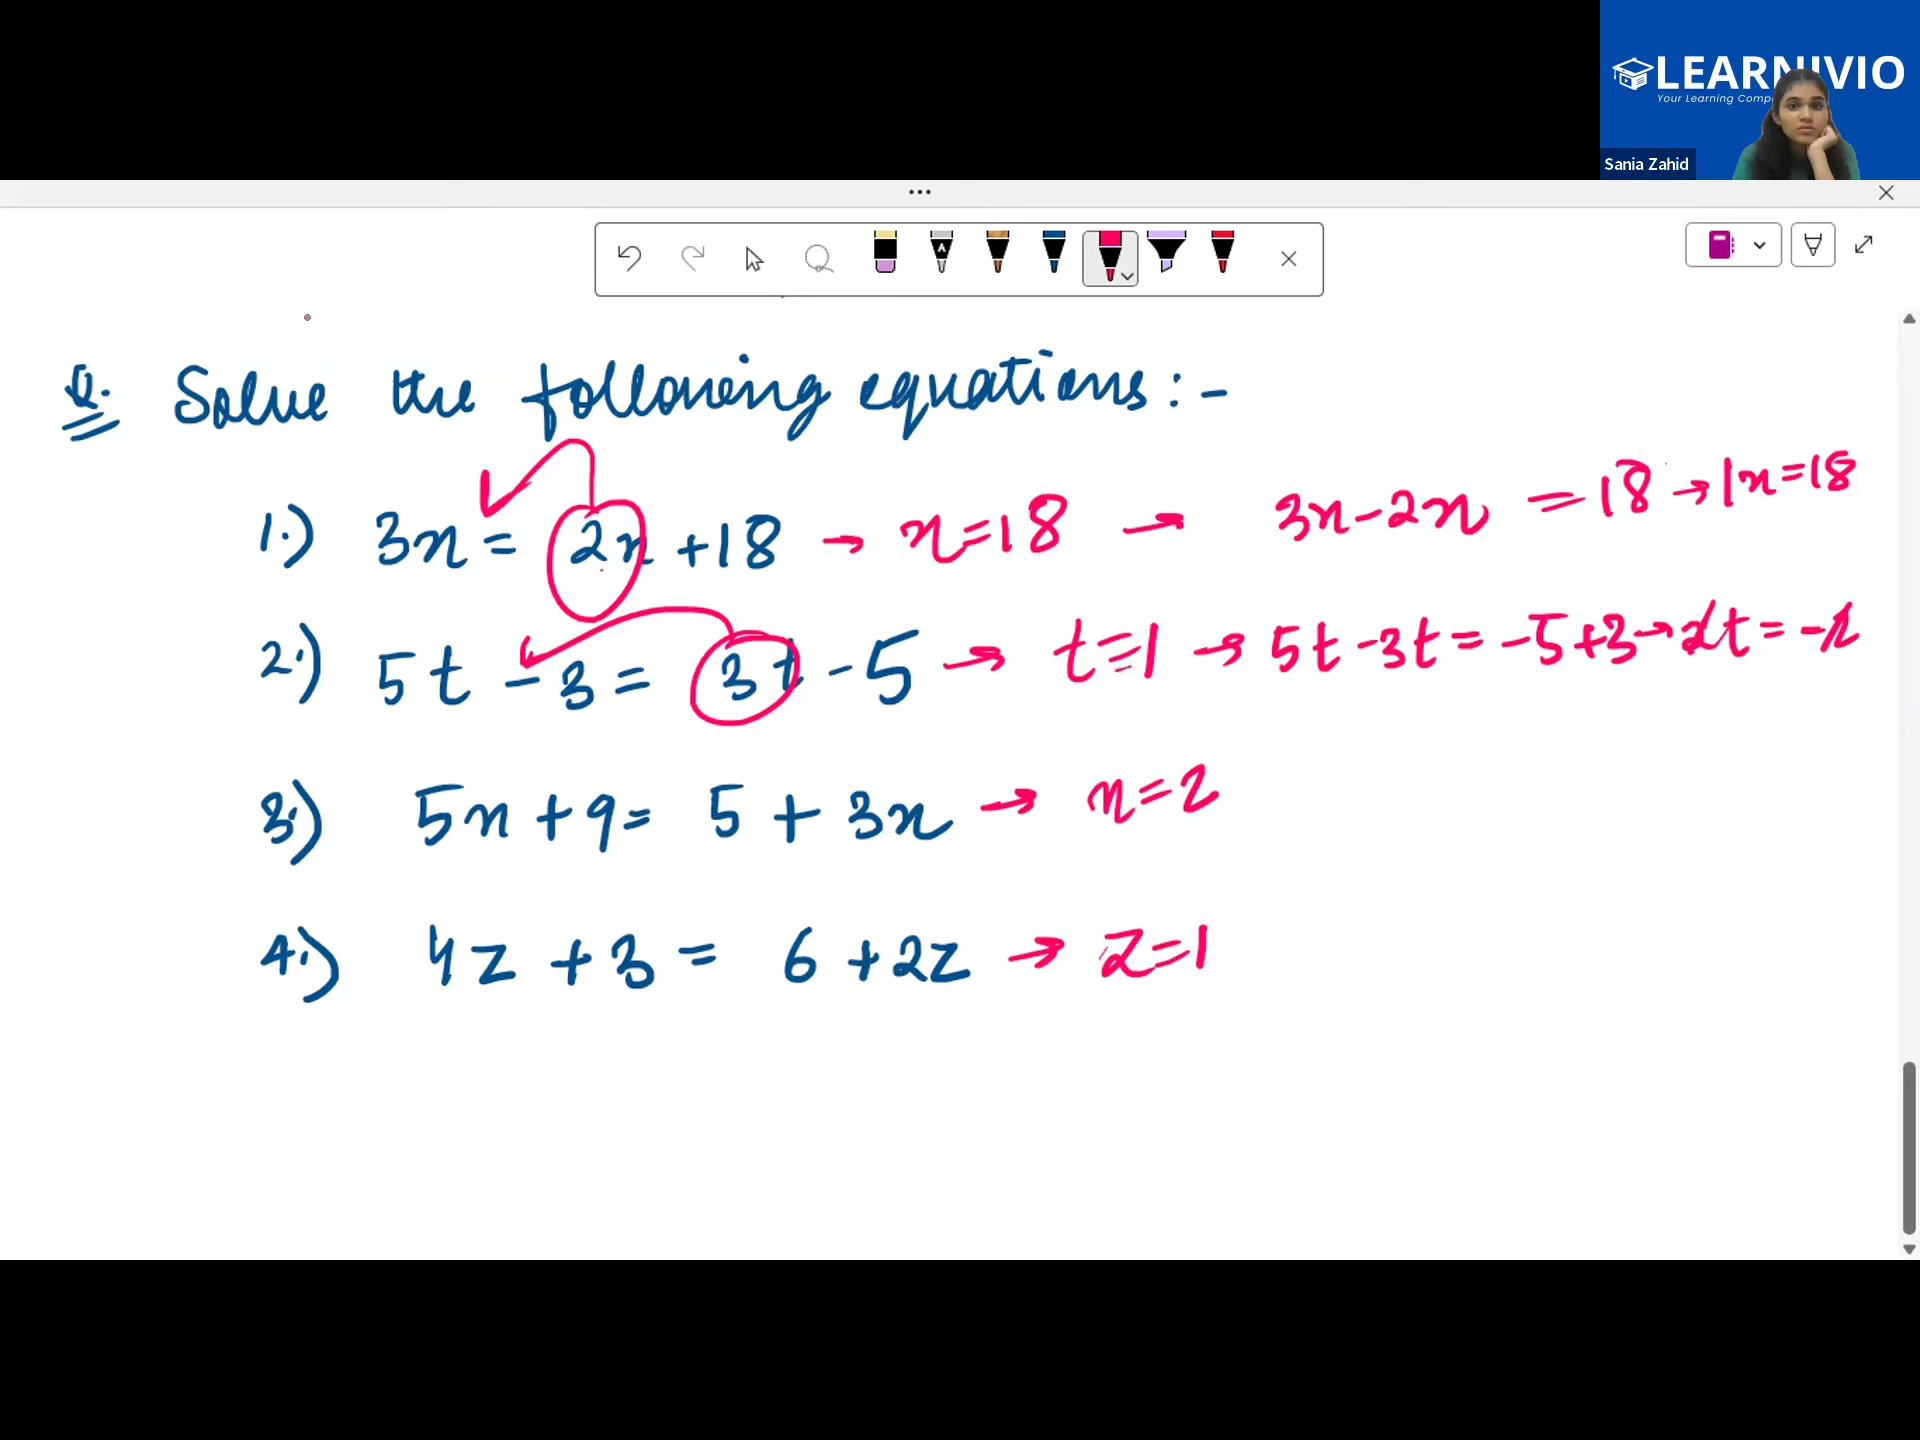 LEARNIVIO
Your Learning Comp
Sania Zahid
A
Q. Solve the following equations:-
1.) 3x = 2x + 18 → x = 18 → 3x - 2x = 18 → 1x = 18
2.) 5t - 3 = 3t - 5 → t = 1 → 5t - 3t = -5 + 3 → 2t = -2
3.) 5x + 9 = 5 + 3x → x = 2
4.) 4z + 3 = 6 + 2z → z = 1